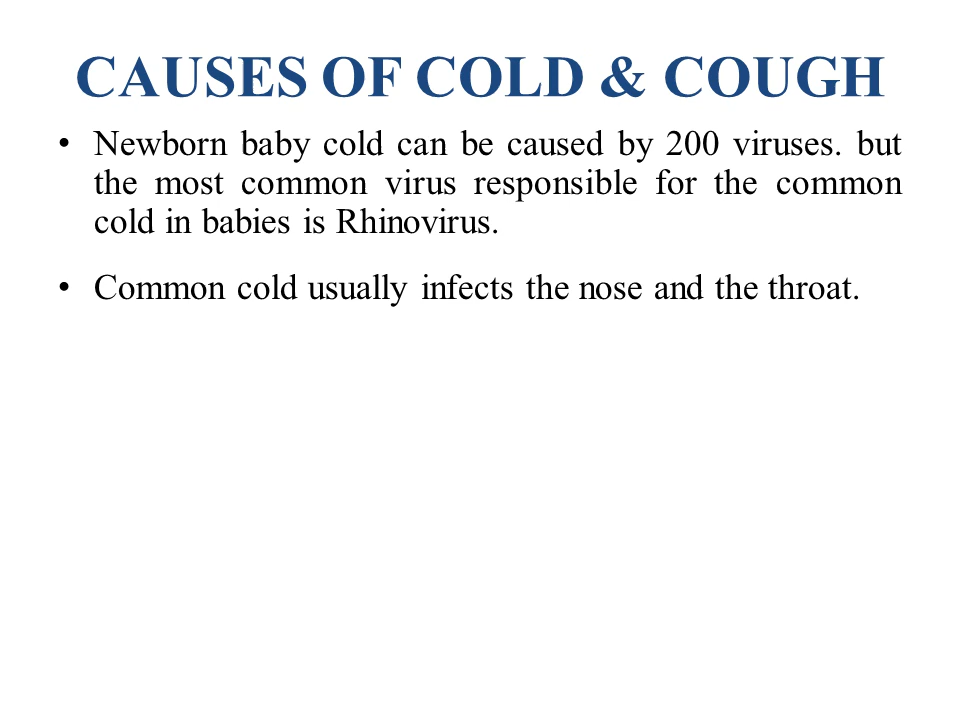 CAUSES OF COLD & COUGH
• Newborn baby cold can be caused by 200 viruses. but
the most common virus responsible for the common
cold in babies is Rhinovirus.
• Common cold usually infects the nose and the throat.